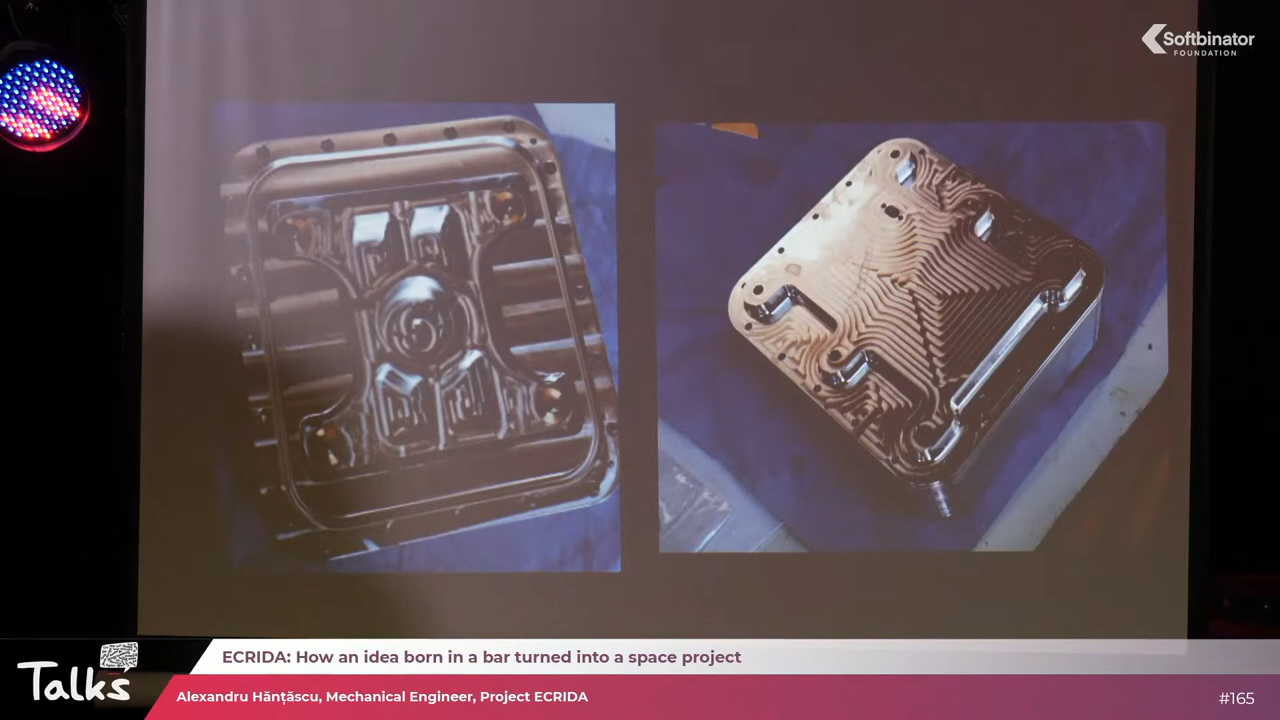 Softbinator
FOUNDATION
Talks
ECRIDA: How an idea born in a bar turned into a space project
Alexandru Hănțăscu, Mechanical Engineer, Project ECRIDA
#165